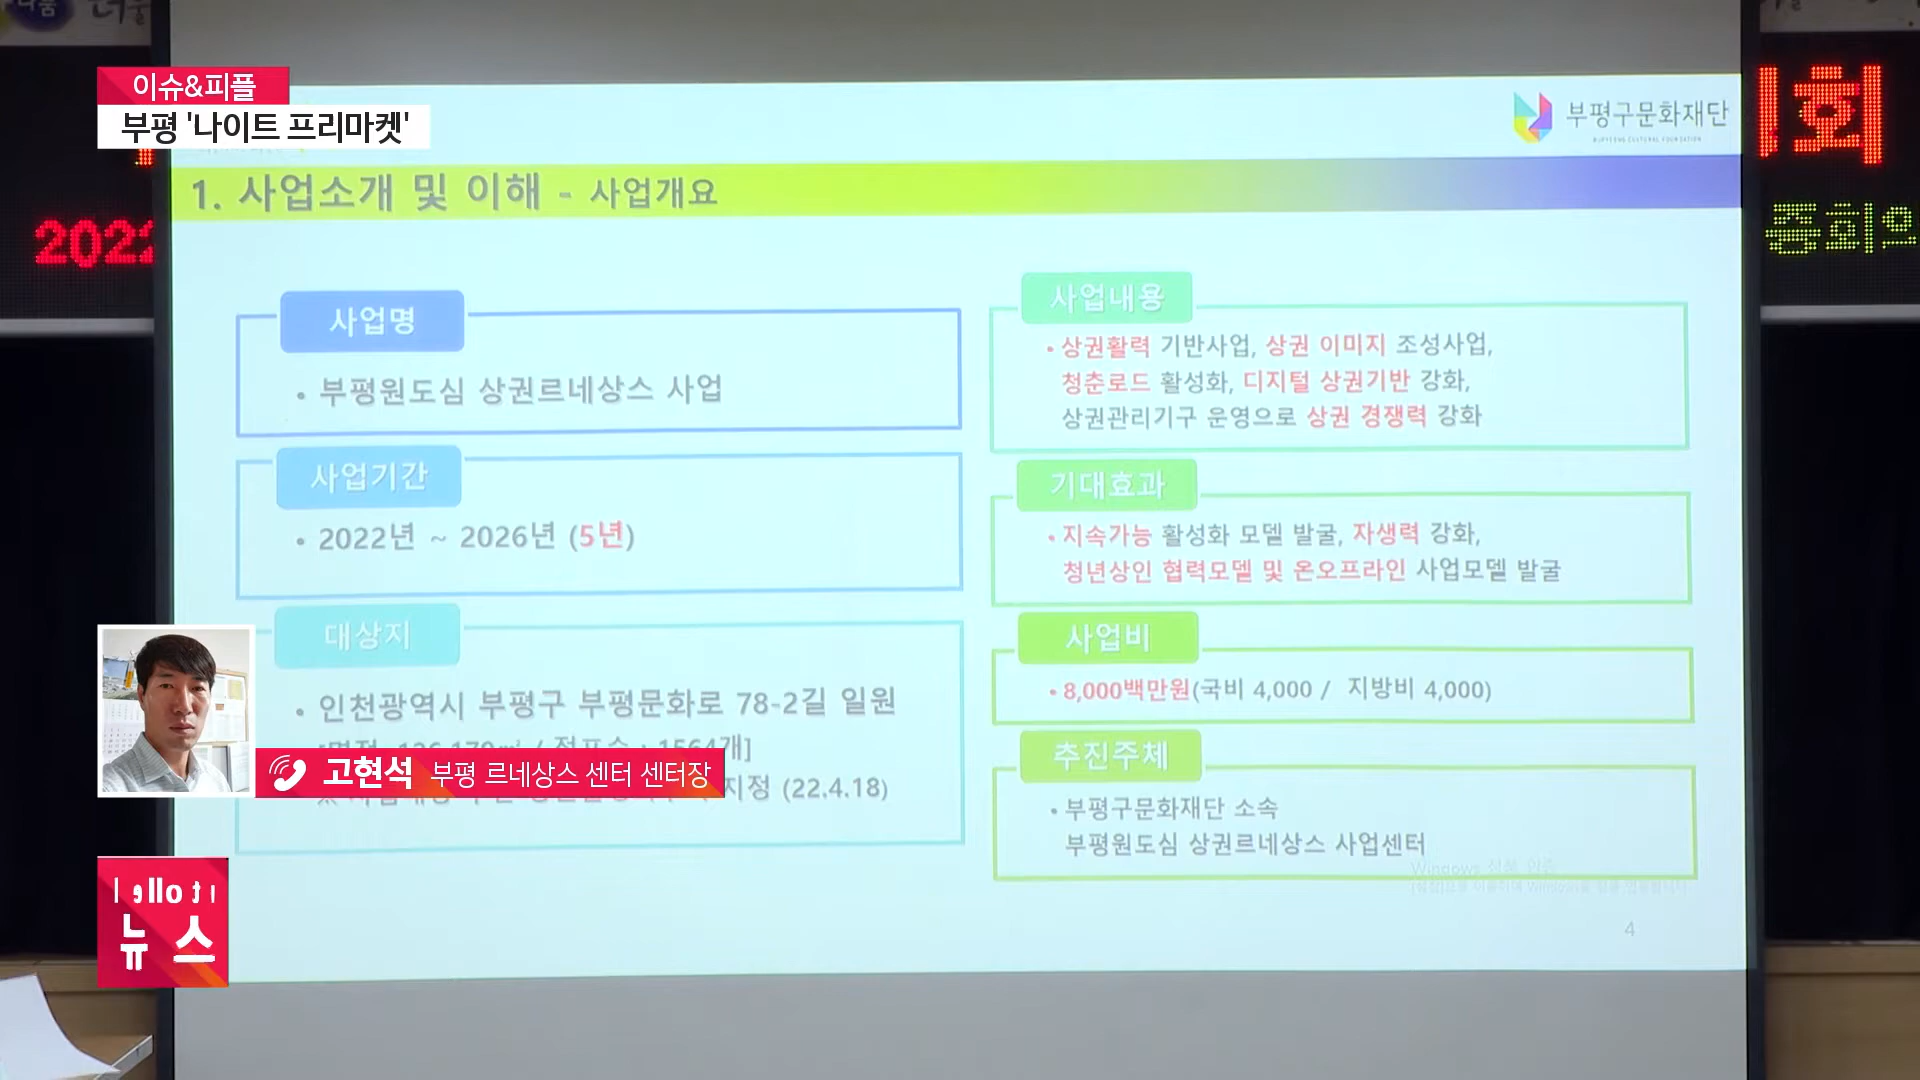 이슈&피플
부평 '나이트 프리마켓'
부평구문화재단
2022
회
1. 사업소개 및 이해 - 사업개요
사업명
• 부평원도심 상권르네상스 사업
사업기간
• 2022년 ~ 2026년 (5년)
대상지
• 인천광역시 부평구 부평문화로 78-2길 일원
지정 (22.4.18)
사업내용
• 상권활력 기반사업, 상권 이미지 조성사업,
청춘로드 활성화, 디지털 상권기반 강화,
상권관리기구 운영으로 상권 경쟁력 강화
기대효과
• 지속가능 활성화 모델 발굴, 자생력 강화,
청년상인 협력모델 및 온오프라인 사업모델 발굴
사업비
• 8,000백만원(국비 4,000 / 지방비 4,000)
추진주체
• 부평구문화재단 소속
부평원도심 상권르네상스 사업센터
4
고현석 부평 르네상스 센터 센터장
뉴스